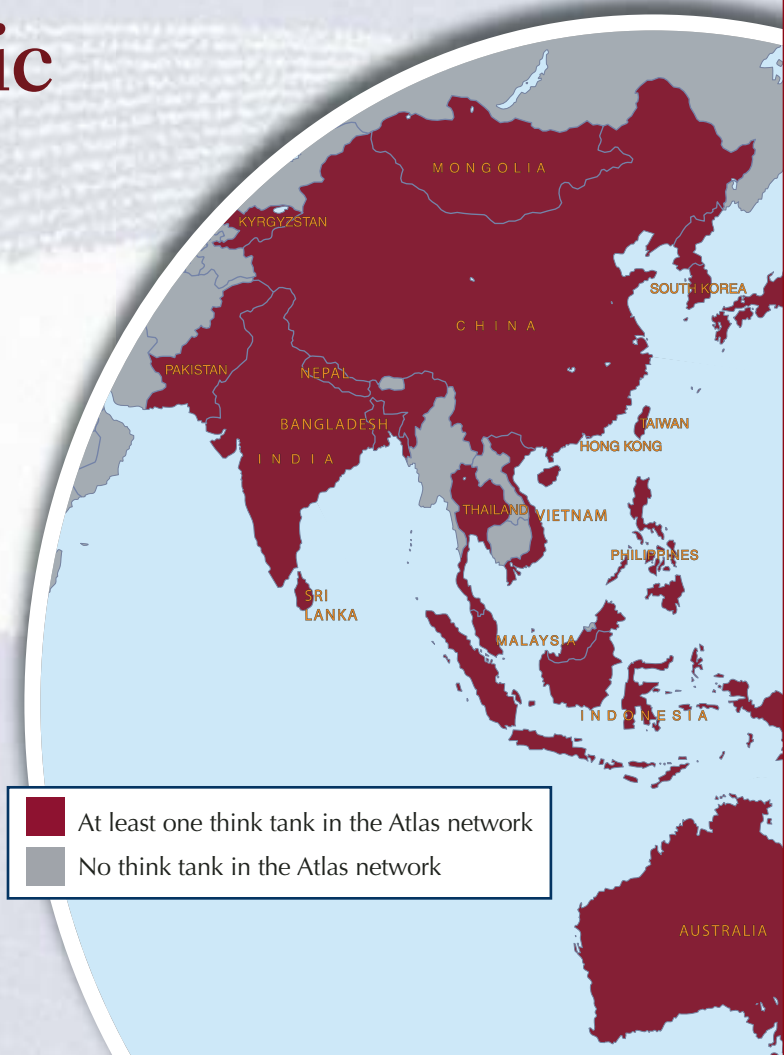 ic
MONGOLIA
KYRGYZSTAN
SOUTH KOREA
CHINA
PAKISTAN
NEPAL
BANGLADESH
TAIWAN
HONG KONG
INDIA
THAILAND
VIETNAM
PHILIPPINES
SRI
LANKA
MALAYSIA
INDONESIA
At least one think tank in the Atlas network
No think tank in the Atlas network
AUSTRALIA